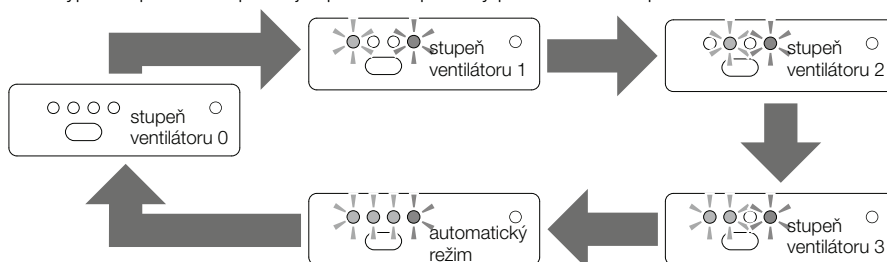 stupeň
ventilátoru 1
stupeň
ventilátoru 2
stupeň
ventilátoru 0
automatický
režim
stupeň
ventilátoru 3